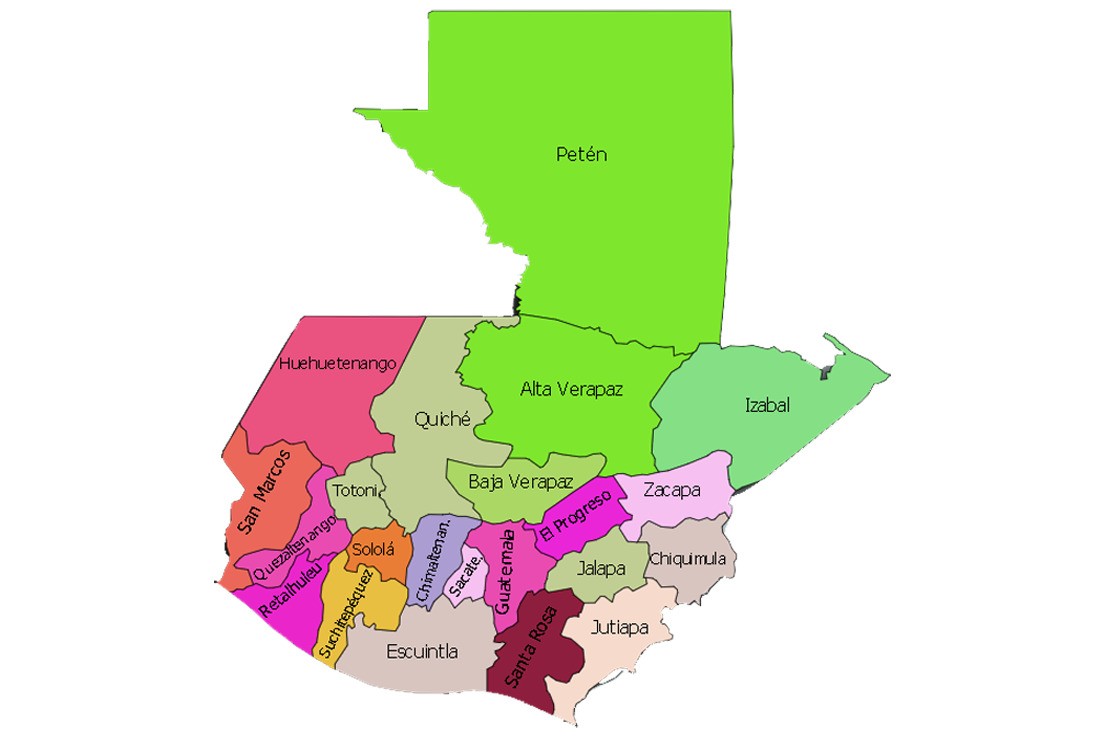 Petén
Huehuetenango
Alta Verapaz
Izabal
Quiché
Baja Verapaz
Totoni.
Zacapa
San Marcos
El Progreso
Quezaltenango
Sololá
Chimaltenan.
Sacate.
Guatemala
Jalapa
Chiquimula
Retalhuleu
Suchitepéquez
Escuintla
Santa Rosa
Jutiapa